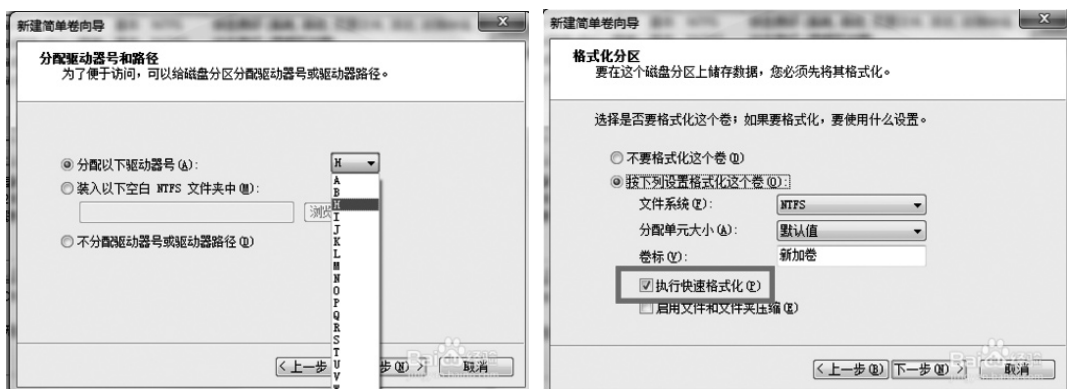 新建简单卷向导
分配驱动器号和路径
为了便于访问，可以给磁盘分区分配驱动器号或驱动器路径。
分配以下驱动器号(A):
H
装入以下空白 NTFS 文件夹中(M):
浏览
不分配驱动器号或驱动器路径(D)
A
B
H
I
J
K
L
M
N
O
P
Q
R
S
T
U
V
<上一步
步(N) >
取消
新建简单卷向导
格式化分区
要在这个磁盘分区上储存数据，您必须先将其格式化。
选择是否要格式化这个卷；如果要格式化，要使用什么设置。
不要格式化这个卷(D)
按下列设置格式化这个卷(O):
文件系统(F):
NTFS
分配单元大小(A):
默认值
卷标(V):
新加卷
执行快速格式化(P)
启用文件和文件夹压缩(E)
<上一步(B)
下一步(N) >
取消